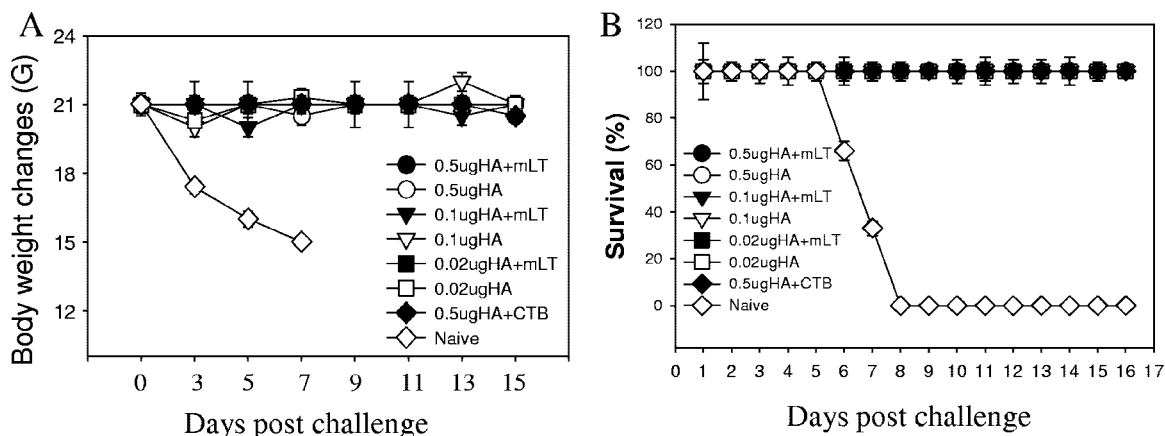 A
Body weight changes (G)
24
21
18
15
12
0.5ugHA+mLT
0.5ugHA
0.1ugHA+mLT
0.1ugHA
0.02ugHA+mLT
0.02ugHA
0.5ugHA+CTB
Naive
0 3 5 7 9 11 13 15
Days post challenge
B
Survival (%)
120
100
80
60
40
20
0
0.5ugHA+mLT
0.5ugHA
0.1ugHA+mLT
0.1ugHA
0.02ugHA+mLT
0.02ugHA
0.5ugHA+CTB
Naive
0 1 2 3 4 5 6 7 8 9 10 11 12 13 14 15 16 17
Days post challenge